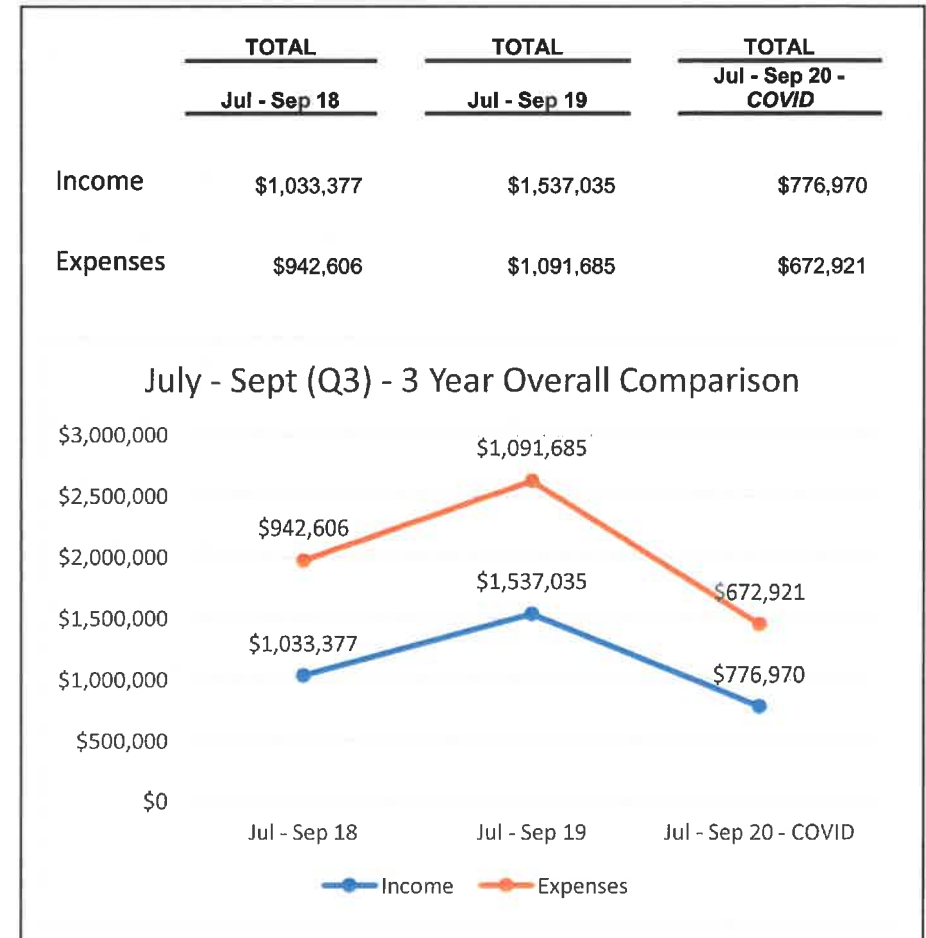 TOTAL TOTAL TOTAL
Jul - Sep 18 Jul - Sep 19 Jul - Sep 20 -
COVID
Income $1,033,377 $1,537,035 $776,970
Expenses $942,606 $1,091,685 $672,921
July - Sept (Q3) - 3 Year Overall Comparison
$3,000,000
$1,091,685
$2,500,000
$942,606
$2,000,000
$1,537,035
$672,921
$1,500,000
$1,033,377
$1,000,000
$776,970
$500,000
$0
Jul - Sep 18 Jul - Sep 19 Jul - Sep 20 - COVID
Income Expenses